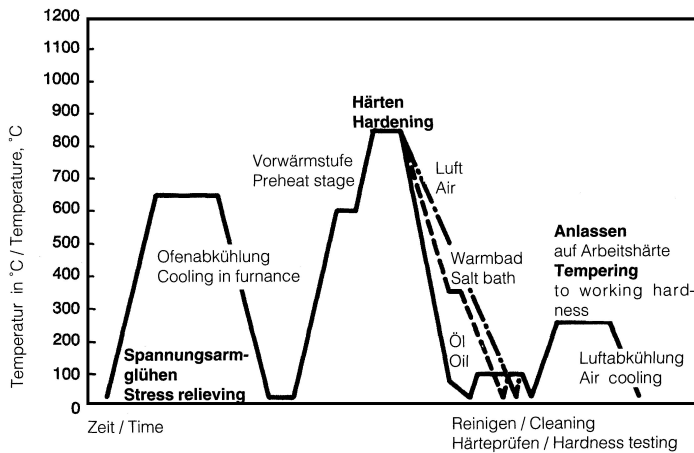 1200
1100
1000
900
800
700
600
500
400
300
200
100
0
Temperatur in °C / Temperature, °C
Härten
Hardening
Vorwärmstufe
Preheat stage
Luft
Air
Ofenabkühlung
Cooling in furnance
Warmbad
Salt bath
Anlassen
auf Arbeitshärte
Tempering
to working hard-
ness
Öl
Oil
Spannungsarm-
glühen
Stress relieving
Luftabkühlung
Air cooling
Zeit / Time
Reinigen / Cleaning
Härteprüfen / Hardness testing